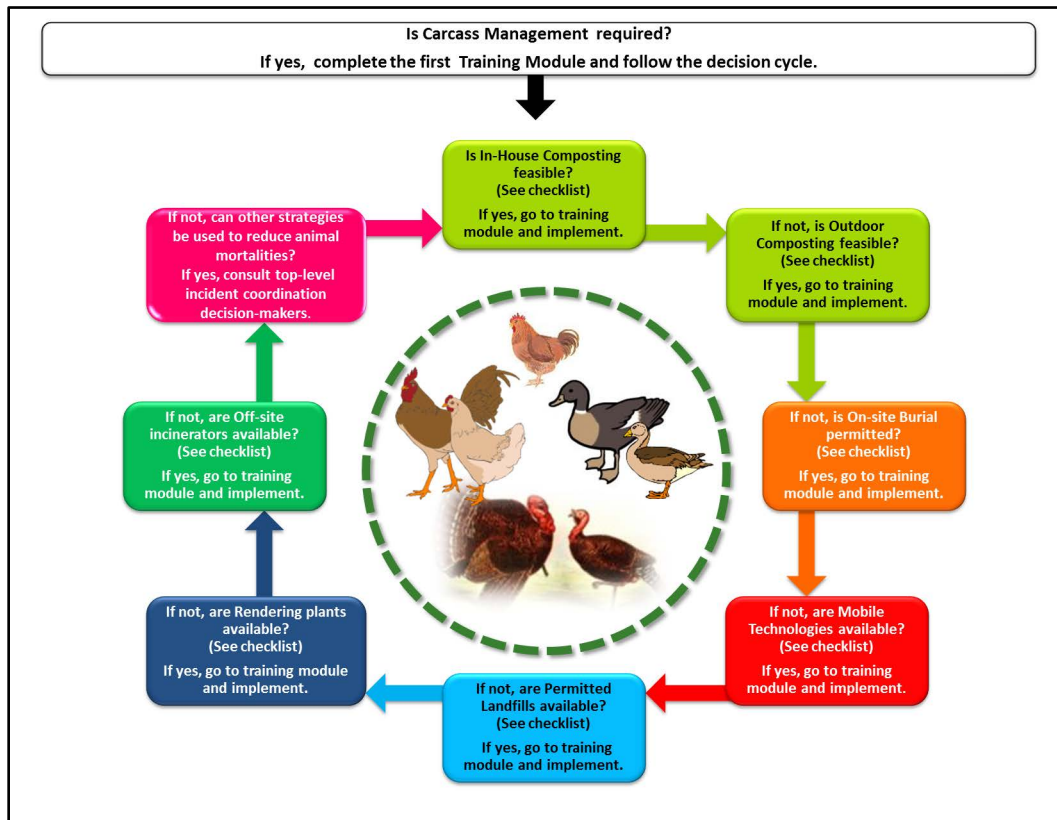 Is Carcass Management required?
If yes, complete the first Training Module and follow the decision cycle.
Is In-House Composting
feasible?
(See checklist)
If yes, go to training
module and implement.
If not, is Outdoor
Composting feasible?
(See checklist)
If yes, go to training
module and implement.
If not, is On-site Burial
permitted?
(See checklist)
If yes, go to training
module and implement.
If not, are Mobile
Technologies available?
(See checklist)
If yes, go to training
module and implement.
If not, are Permitted
Landfills available?
(See checklist)
If yes, go to training
module and implement.
If not, are Rendering plants
available?
(See checklist)
If yes, go to training module
and implement.
If not, are Off-site
incinerators available?
(See checklist)
If yes, go to training
module and implement.
If not, can other strategies
be used to reduce animal
mortalities?
If yes, consult top-level
incident coordination
decision-makers.